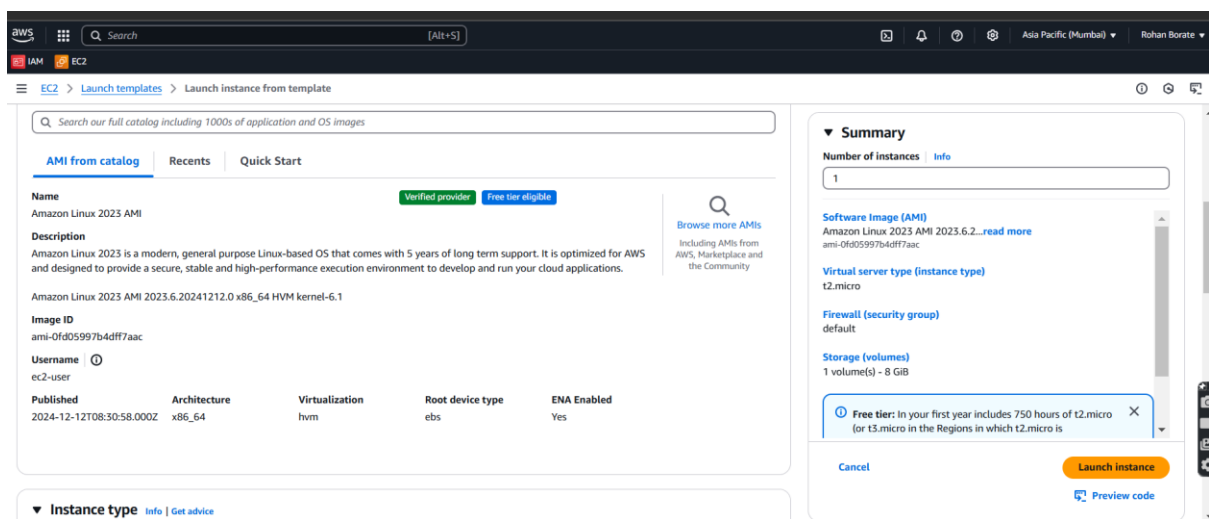 aws
Search [Alt+S]
Asia Pacific (Mumbai) ▼ Rohan Borate ▼
IAM EC2
EC2 > Launch templates > Launch instance from template
Search our full catalog including 1000s of application and OS images
AMI from catalog Recents Quick Start
Name
Verified provider Free tier eligible
Amazon Linux 2023 AMI
Description
Amazon Linux 2023 is a modern, general purpose Linux-based OS that comes with 5 years of long term support. It is optimized for AWS
and designed to provide a secure, stable and high-performance execution environment to develop and run your cloud applications.
Amazon Linux 2023 AMI 2023.6.20241212.0 x86_64 HVM kernel-6.1
Image ID
ami-0fd05997b4dff7aac
Username
ec2-user
Published Architecture Virtualization Root device type ENA Enabled
2024-12-12T08:30:58.000Z x86_64 hvm ebs Yes
Browse more AMIs
Including AMIs from
AWS, Marketplace and
the Community
▼ Instance type Info | Get advice
▼ Summary
Number of instances Info
1
Software Image (AMI)
Amazon Linux 2023 AMI 2023.6.2...read more
ami-0fd05997b4dff7aac
Virtual server type (instance type)
t2.micro
Firewall (security group)
default
Storage (volumes)
1 volume(s) - 8 GiB
Free tier: In your first year includes 750 hours of t2.micro
(or t3.micro in the Regions in which t2.micro is
Cancel
Launch instance
Preview code